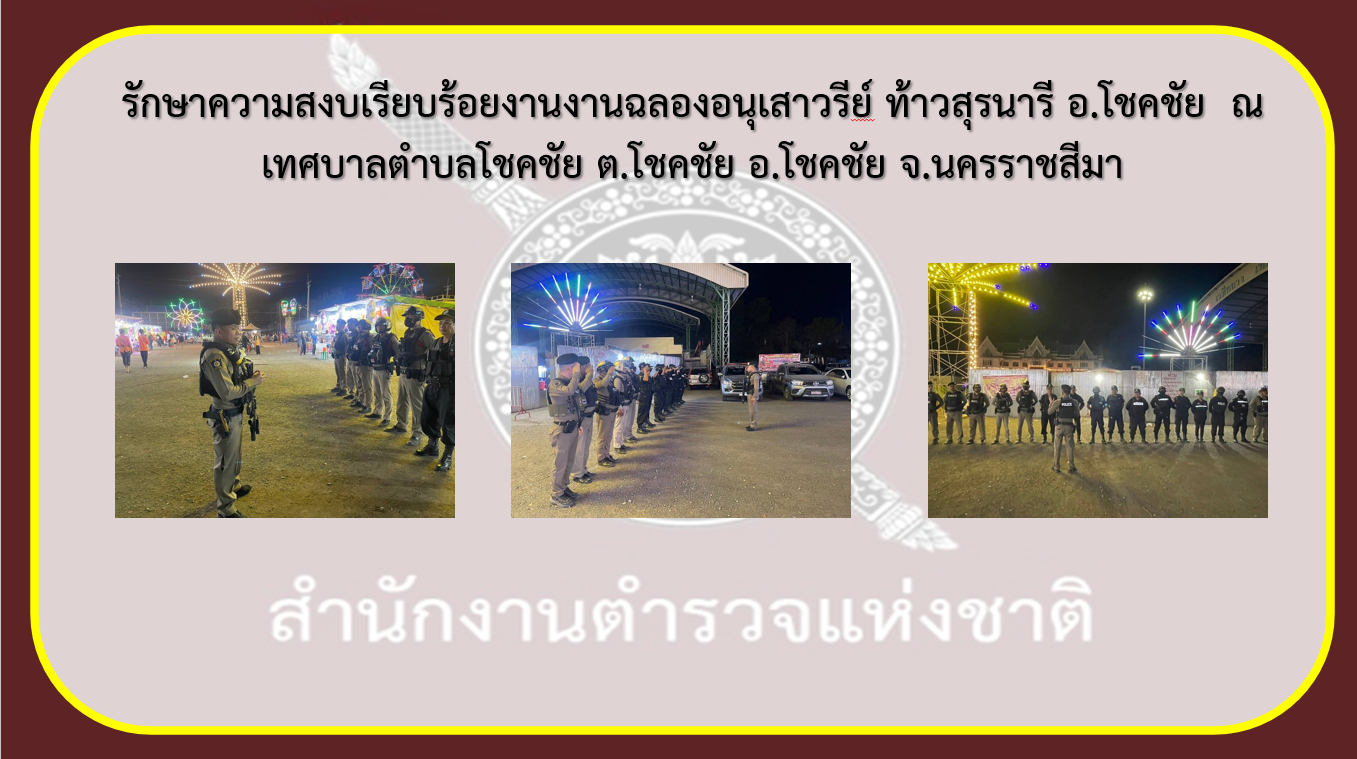 รักษาความสงบเรียบร้อยงานงานฉลองอนุเสาวรีย์ ท้าวสุรนารี อ.โชคชัย ณ
เทศบาลตำบลโชคชัย ต.โชคชัย อ.โชคชัย จ.นครราชสีมา
POLICE
สำนักงานตำรวจแห่งชาติ